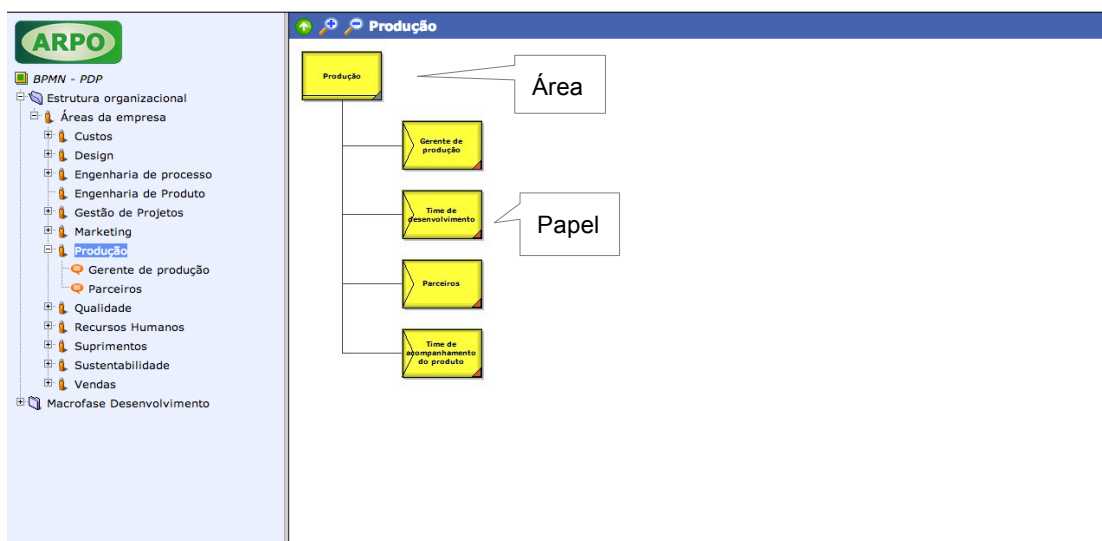 ARPO
BPMN - PDP
Estrutura organizacional
Áreas da empresa
Custos
Design
Engenharia de processo
Engenharia de Produto
Gestão de Projetos
Marketing
Produção
Gerente de produção
Parceiros
Qualidade
Recursos Humanos
Suprimentos
Sustentabilidade
Vendas
Macrofase Desenvolvimento
Produção
Produção
Área
Gerente de
produção
Time de
desenvolvimento
Papel
Parceiros
Time de
acompanhamento
do produto